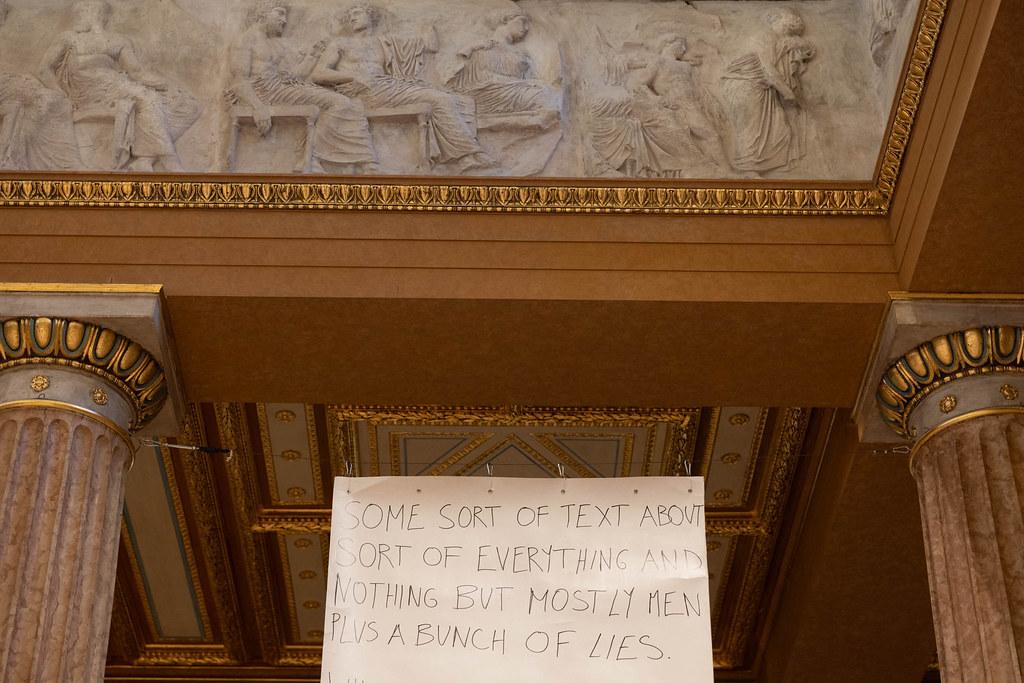 SOME SORT OF TEXT ABOUT
SORT OF EVERYTHING AND
NOTHING BUT MOSTLY MEN
PLUS A BUNCH OF LIES.